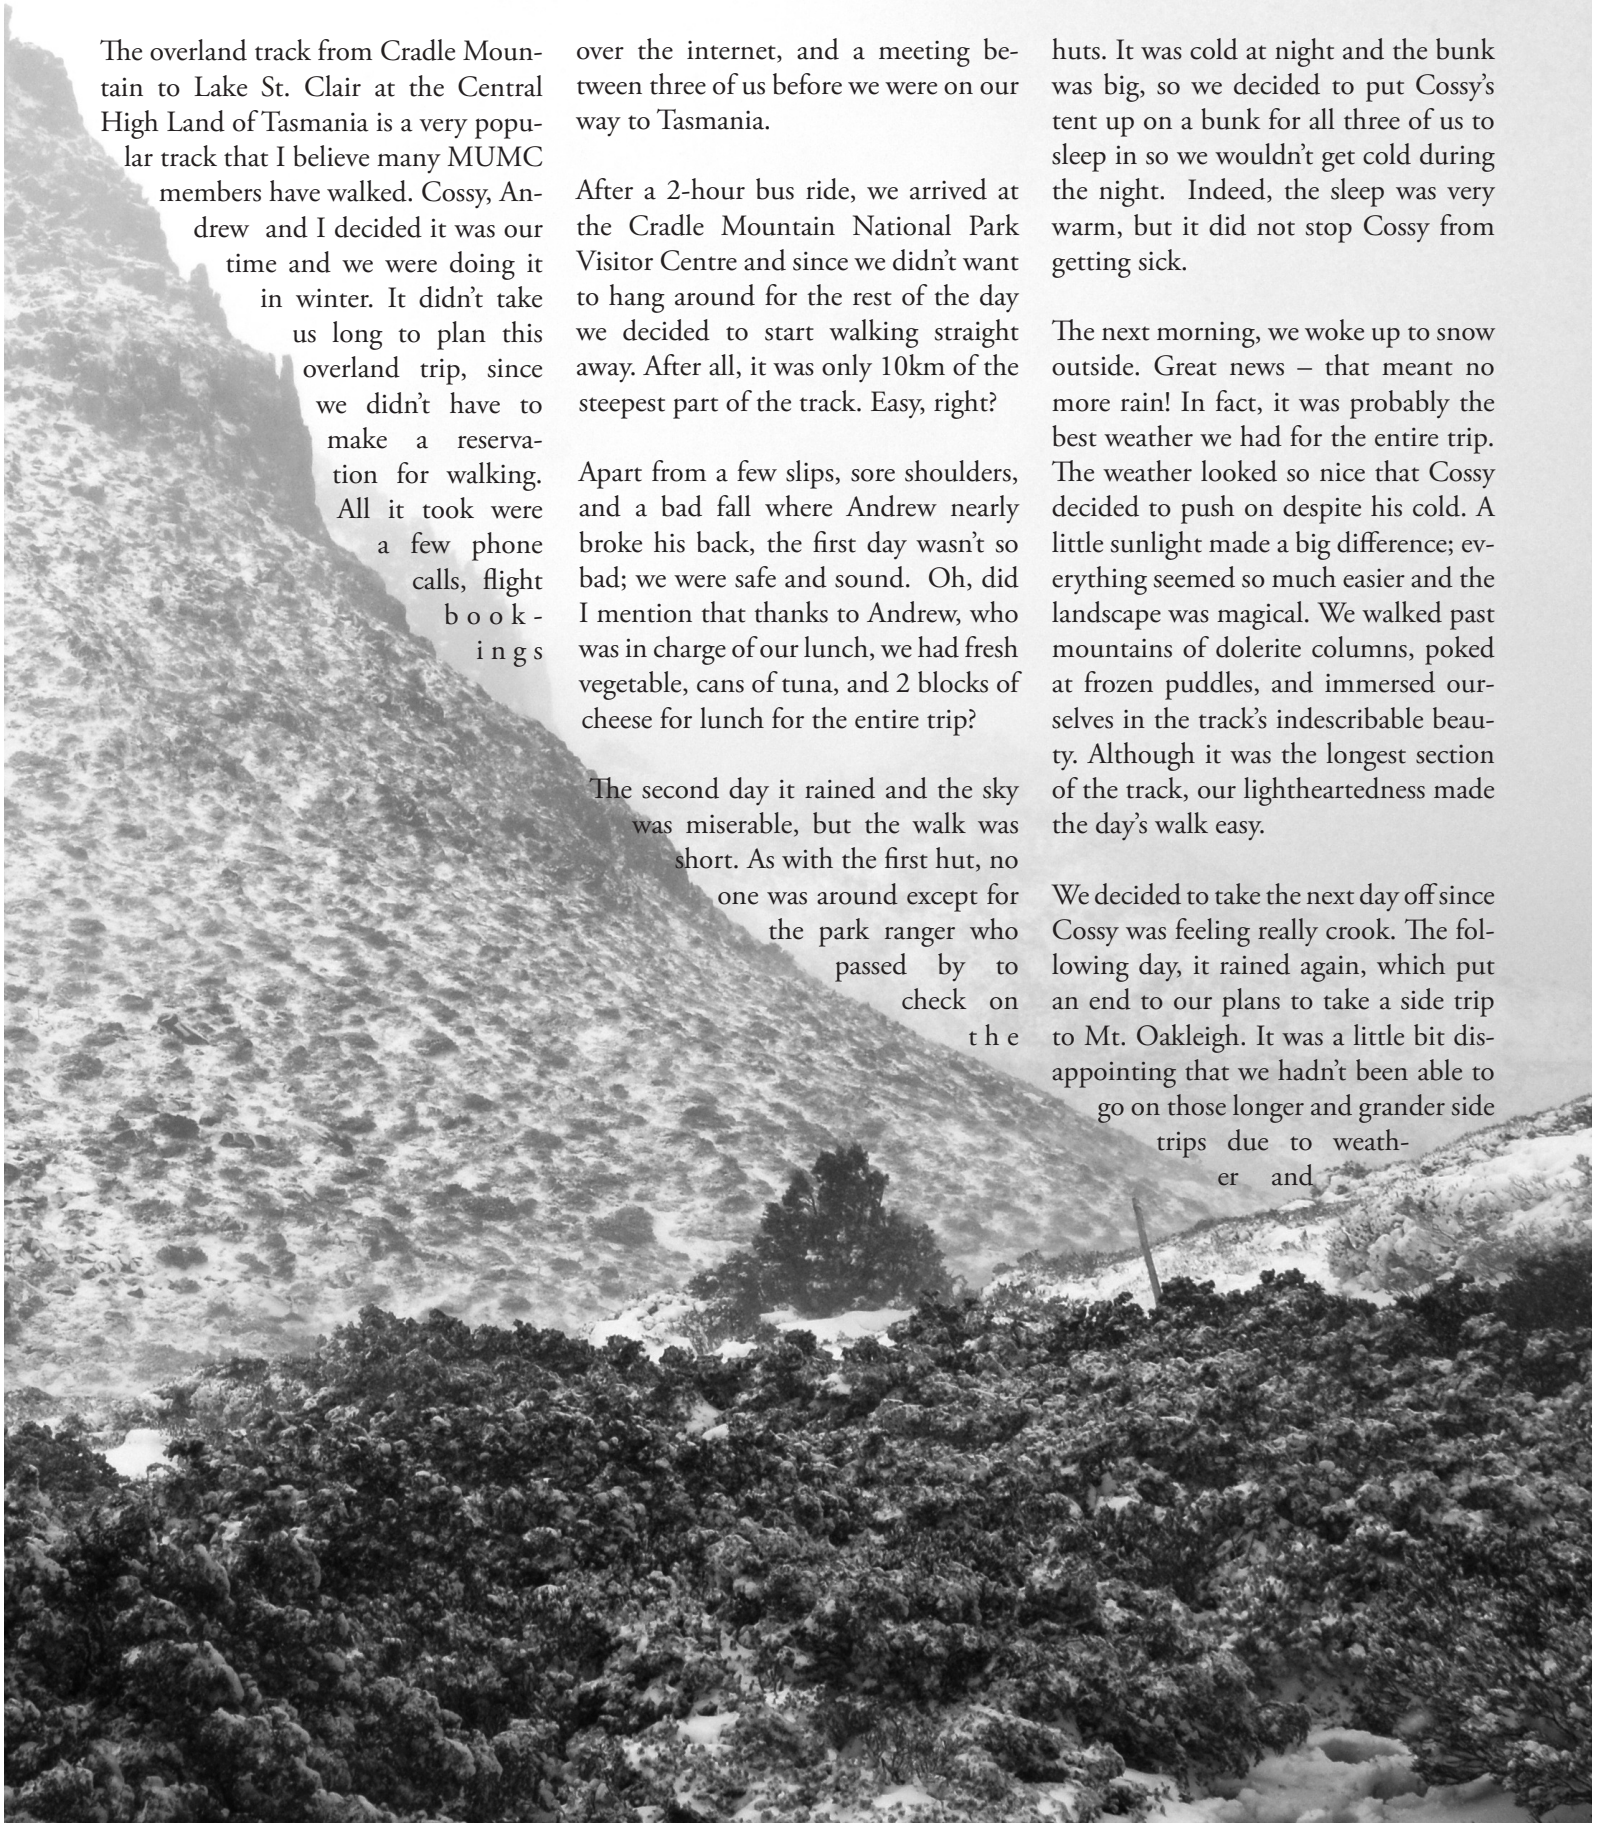 The overland track from Cradle Moun-
tain to Lake St. Clair at the Central
High Land of Tasmania is a very popu-
lar track that I believe many MUMC
members have walked. Cossy, An-
drew and I decided it was our
time and we were doing it
in winter. It didn't take
us long to plan this
overland trip, since
we didn't have to
make a reserva-
tion for walking.
All it took were
a few phone
calls, flight
book-
ings
over the internet, and a meeting be-
tween three of us before we were on our
way to Tasmania.
After a 2-hour bus ride, we arrived at
the Cradle Mountain National Park
Visitor Centre and since we didn't want
to hang around for the rest of the day
we decided to start walking straight
away. After all, it was only 10km of the
steepest part of the track. Easy, right?
Apart from a few slips, sore shoulders,
and a bad fall where Andrew nearly
broke his back, the first day wasn't so
bad; we were safe and sound. Oh, did
I mention that thanks to Andrew, who
was in charge of our lunch, we had fresh
vegetable, cans of tuna, and 2 blocks of
cheese for lunch for the entire trip?
The second day it rained and the sky
was miserable, but the walk was
short. As with the first hut, no
one was around except for
the park ranger who
passed by to
check on
the
huts. It was cold at night and the bunk
was big, so we decided to put Cossy's
tent up on a bunk for all three of us to
sleep in so we wouldn't get cold during
the night. Indeed, the sleep was very
warm, but it did not stop Cossy from
getting sick.
The next morning, we woke up to snow
outside. Great news – that meant no
more rain! In fact, it was probably the
best weather we had for the entire trip.
The weather looked so nice that Cossy
decided to push on despite his cold. A
little sunlight made a big difference; ev-
erything seemed so much easier and the
landscape was magical. We walked past
mountains of dolerite columns, poked
at frozen puddles, and immersed our-
selves in the track's indescribable beau-
ty. Although it was the longest section
of the track, our lightheartedness made
the day's walk easy.
We decided to take the next day off since
Cossy was feeling really crook. The fol-
lowing day, it rained again, which put
an end to our plans to take a side trip
to Mt. Oakleigh. It was a little bit dis-
appointing that we hadn't been able to
go on those longer and grander side
trips due to weath-
er and